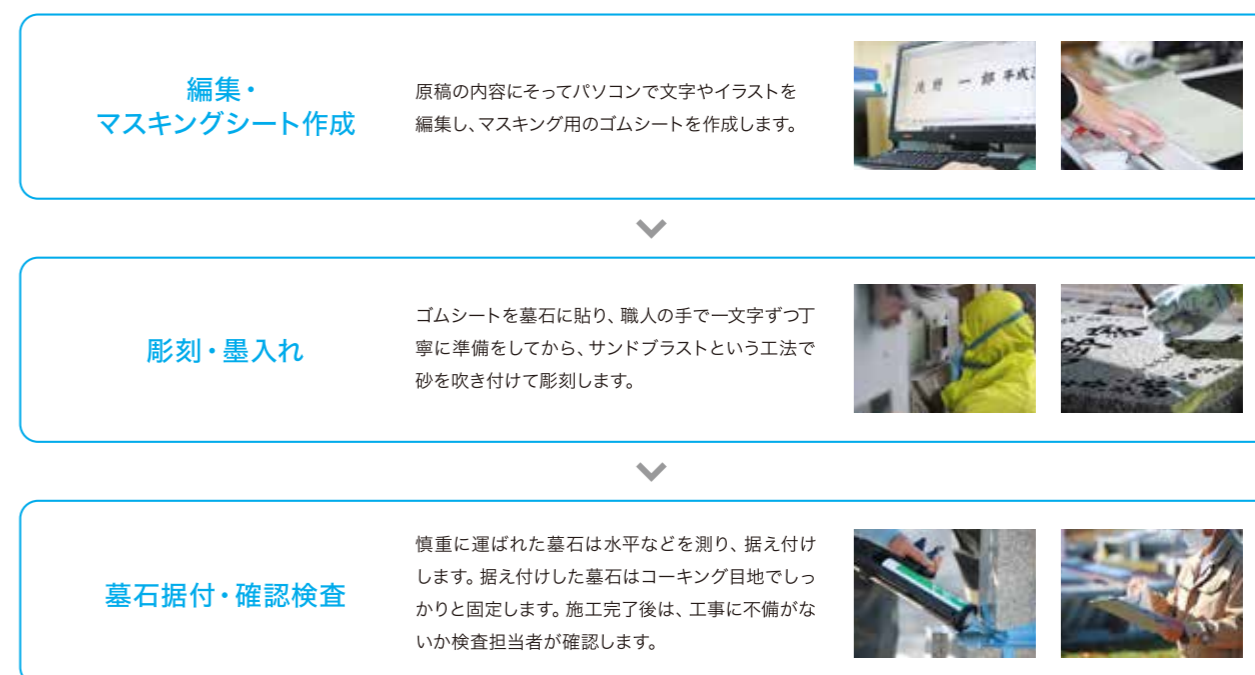 編集・
マスキングシート作成
原稿の内容にそってパソコンで文字やイラストを
編集し、マスキング用のゴムシートを作成します。
一郎 平成
彫刻・墨入れ
ゴムシートを墓石に貼り、職人の手で一文字ずつ丁
寧に準備をしてから、サンドブラストという工法で
砂を吹き付けて彫刻します。
墓石据付・確認検査
慎重に運ばれた墓石は水平などを測り、据え付け
します。据え付けした墓石はコーキング目地でしっ
かりと固定します。施工完了後は、工事に不備がな
いか検査担当者が確認します。